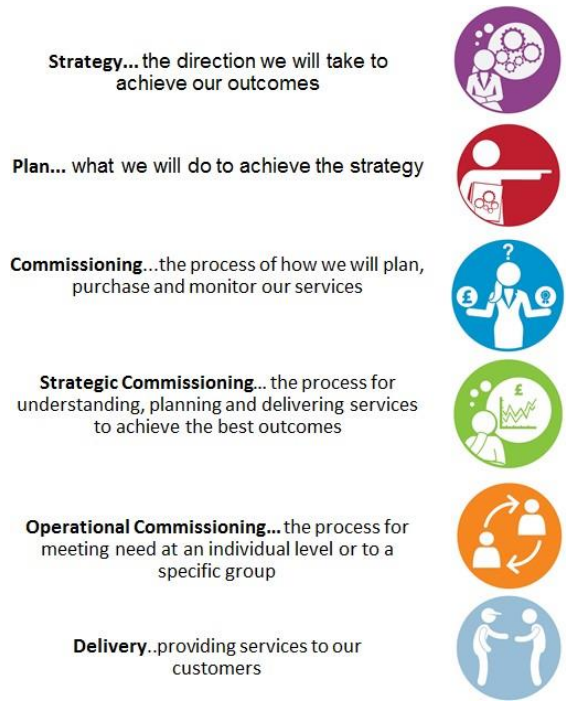 Strategy... the direction we will take to
achieve our outcomes
Plan... what we will do to achieve the strategy
Commissioning...the process of how we will plan,
purchase and monitor our services
?
£
Strategic Commissioning... the process for
understanding, planning and delivering services
to achieve the best outcomes
£
Operational Commissioning... the process for
meeting need at an individual level or to a
specific group
Delivery..providing services to our
customers